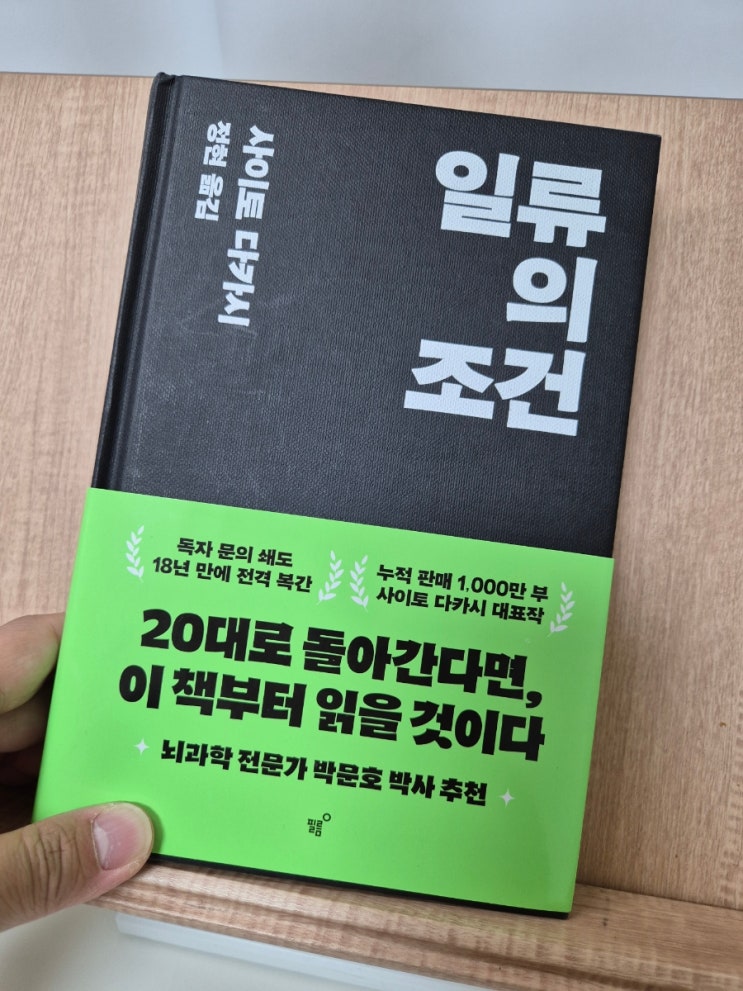 일류
의
조건
사이토 다카시
정현 옮김
독자 문의 쇄도
18년 만에 전격 복간
누적 판매 1,000만 부
사이토 다카시 대표작
20대로 돌아간다면,
이 책부터 읽을 것이다
뇌과학 전문가 박문호 박사 추천
필름